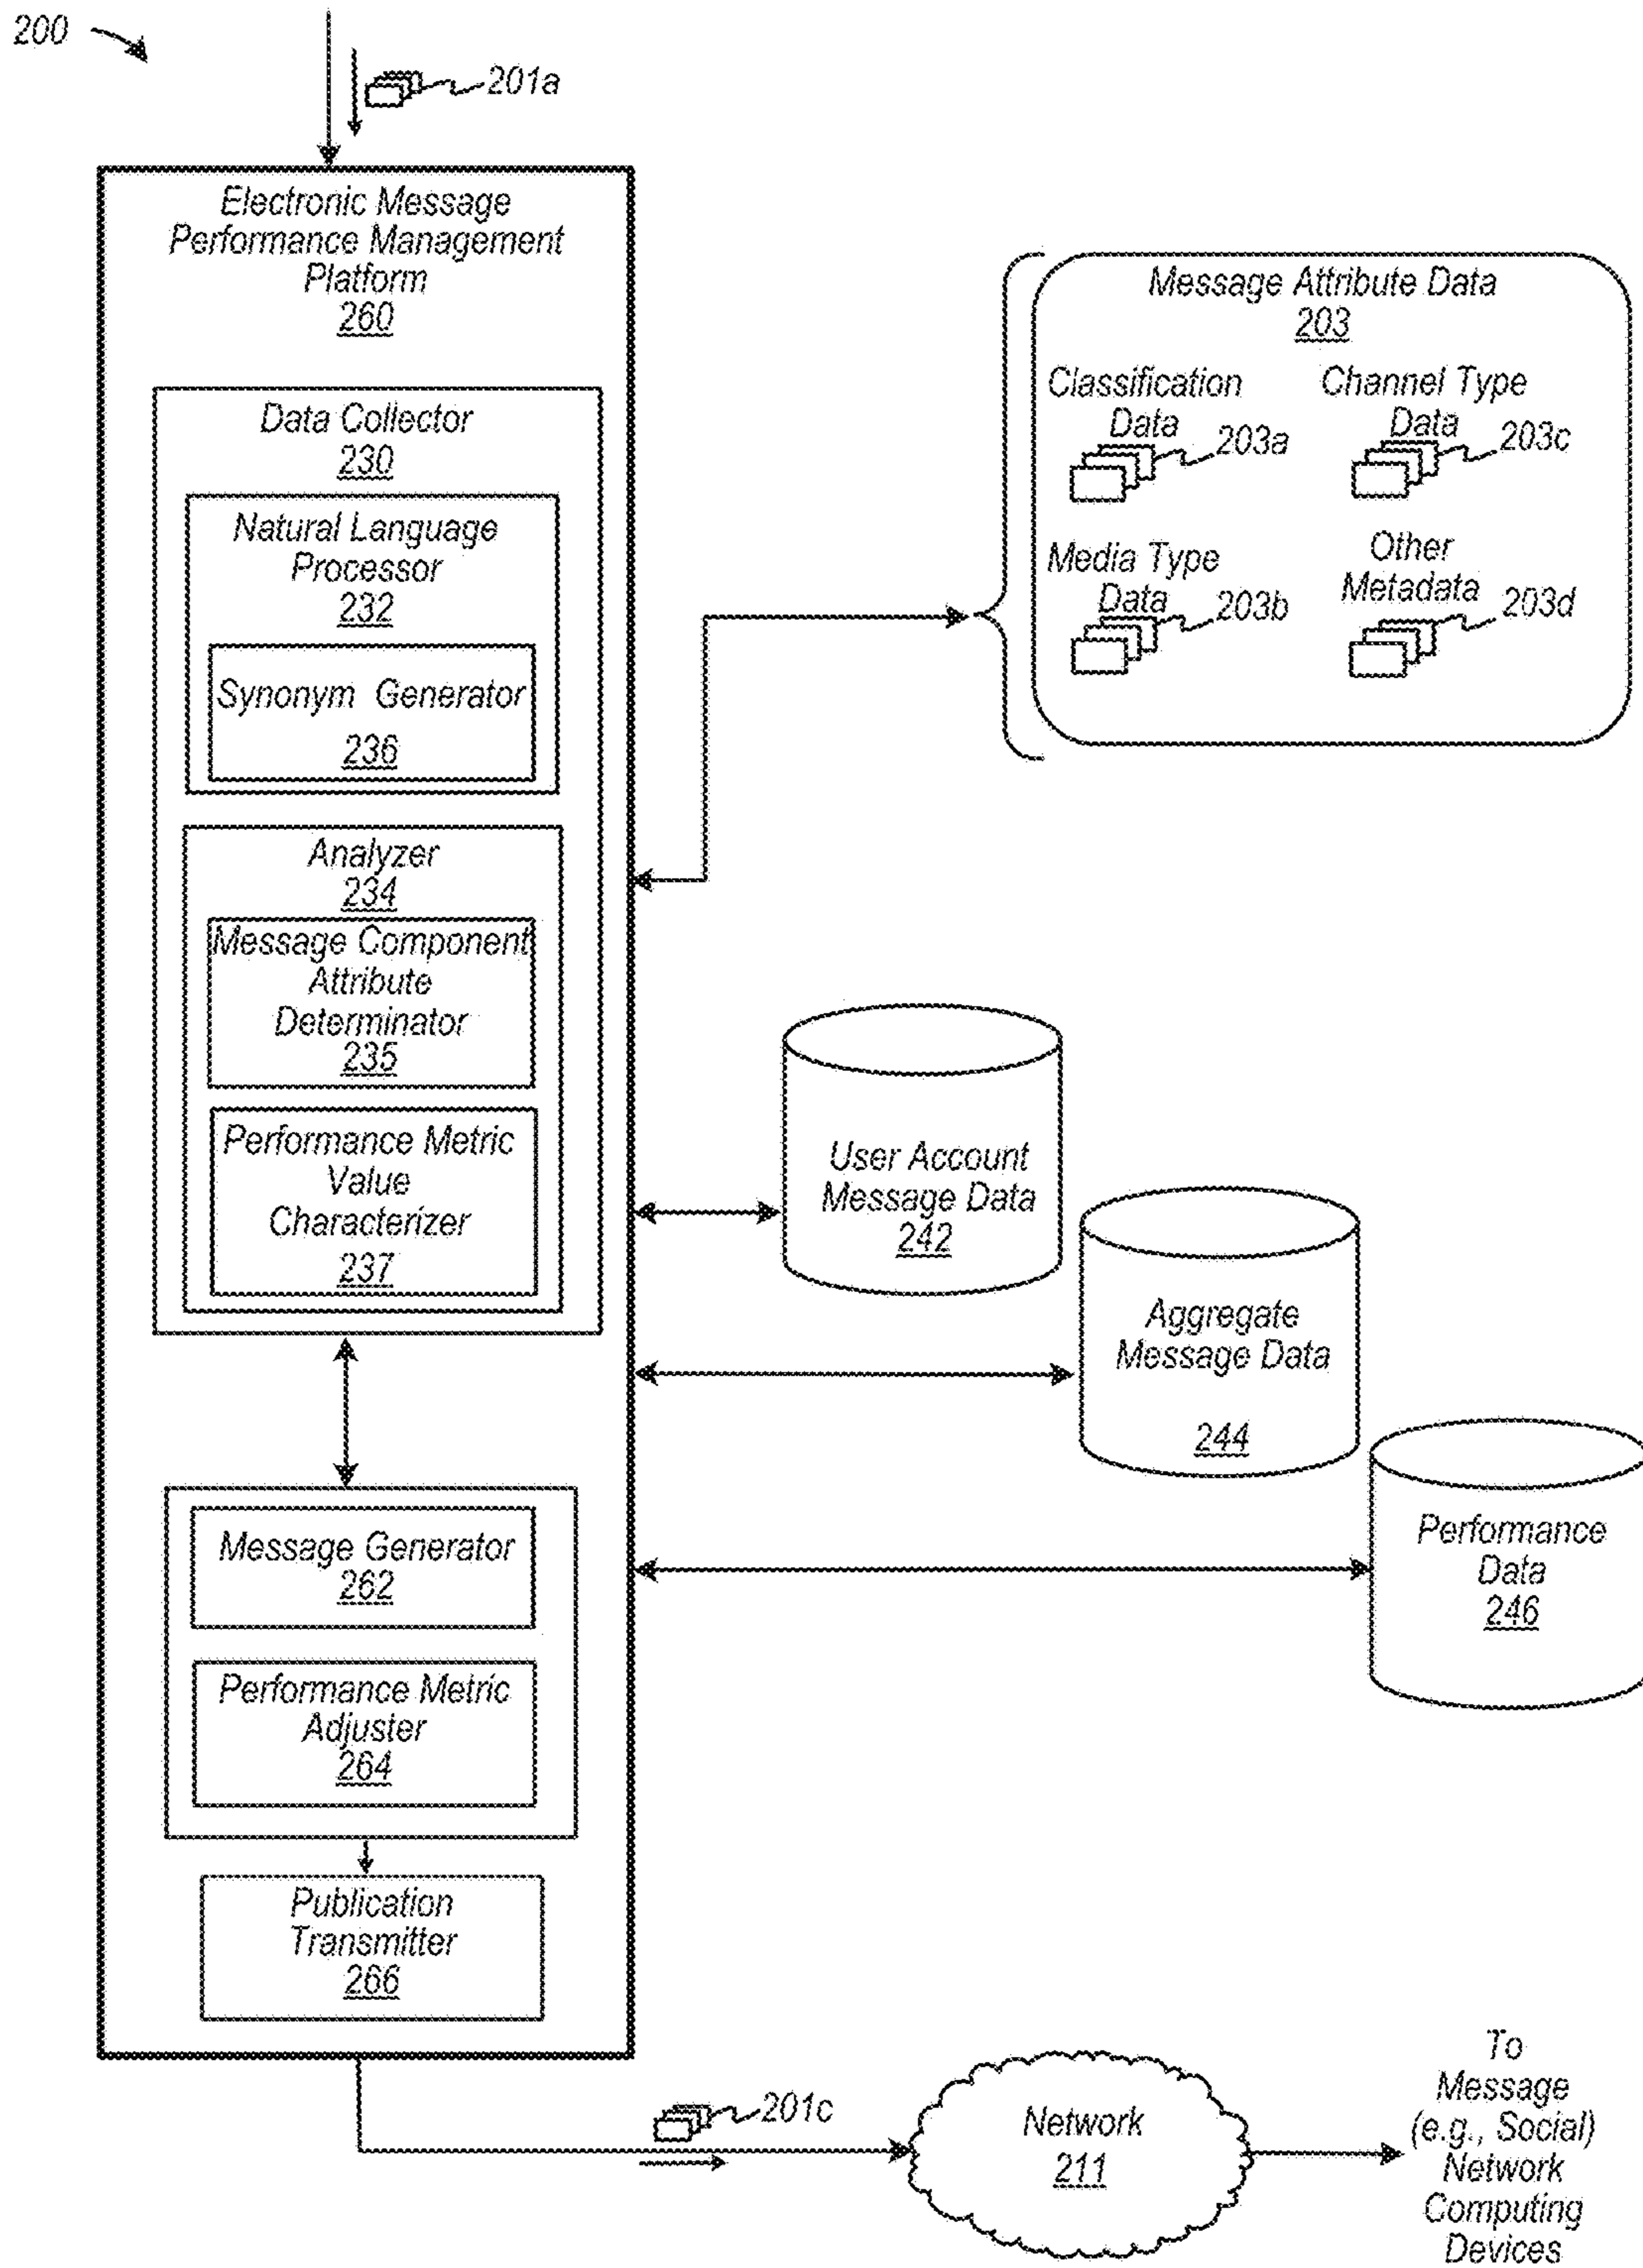 200
201a
Electronic Message
Performance Management
Platform
260
Data Collector
230
Natural Language
Processor
232
Synonym Generator
236
Analyzer
234
Message Component
Attribute
Determinator
235
Performance Metric
Value
Characterizer
237
Message Generator
262
Performance Metric
Adjuster
264
Publication
Transmitter
266
Message Attribute Data
203
Classification
Data
203a
Channel Type
Data
203c
Media Type
Data
203b
Other
Metadata
203d
User Account
Message Data
242
Aggregate
Message Data
244
Performance
Data
246
201c
Network
211
To
Message
(e.g., Social)
Network
Computing
Devices